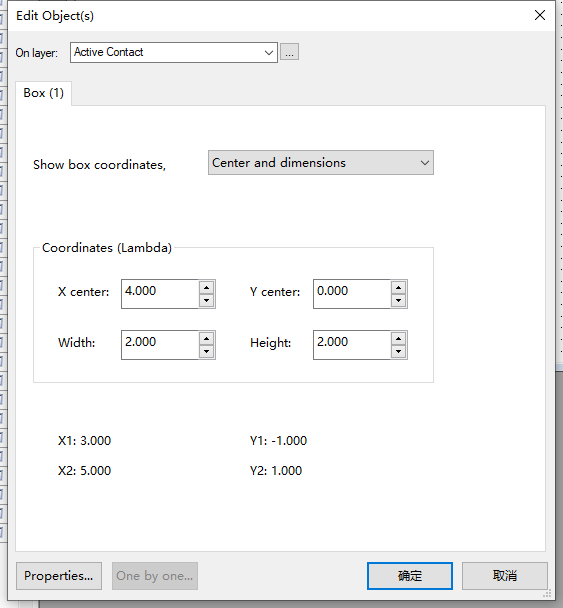 Edit Object(s)
On layer: Active Contact ...
Box (1)
Show box coordinates, Center and dimensions
Coordinates (Lambda)
X center: 4.000 Y center: 0.000
Width: 2.000 Height: 2.000
X1: 3.000 Y1: -1.000
X2: 5.000 Y2: 1.000
Properties... One by one... 确定 取消